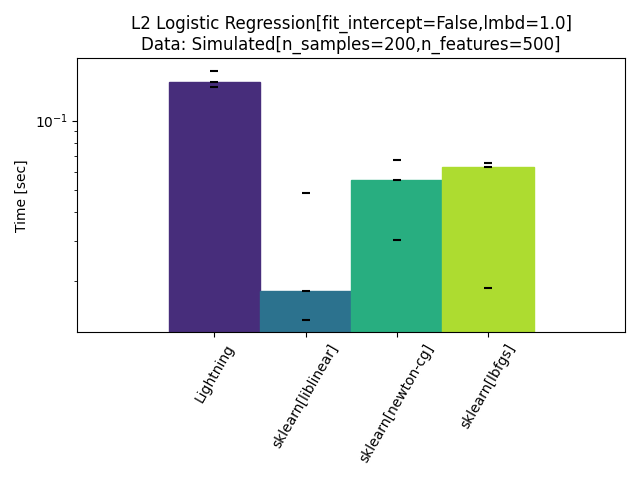 L2 Logistic Regression[fit_intercept=False,lmbd=1.0]
Data: Simulated[n_samples=200,n_features=500]
10⁻¹
Time [sec]
Lightning
sklearn[liblinear]
sklearn[newton-cg]
sklearn[lbfgs]